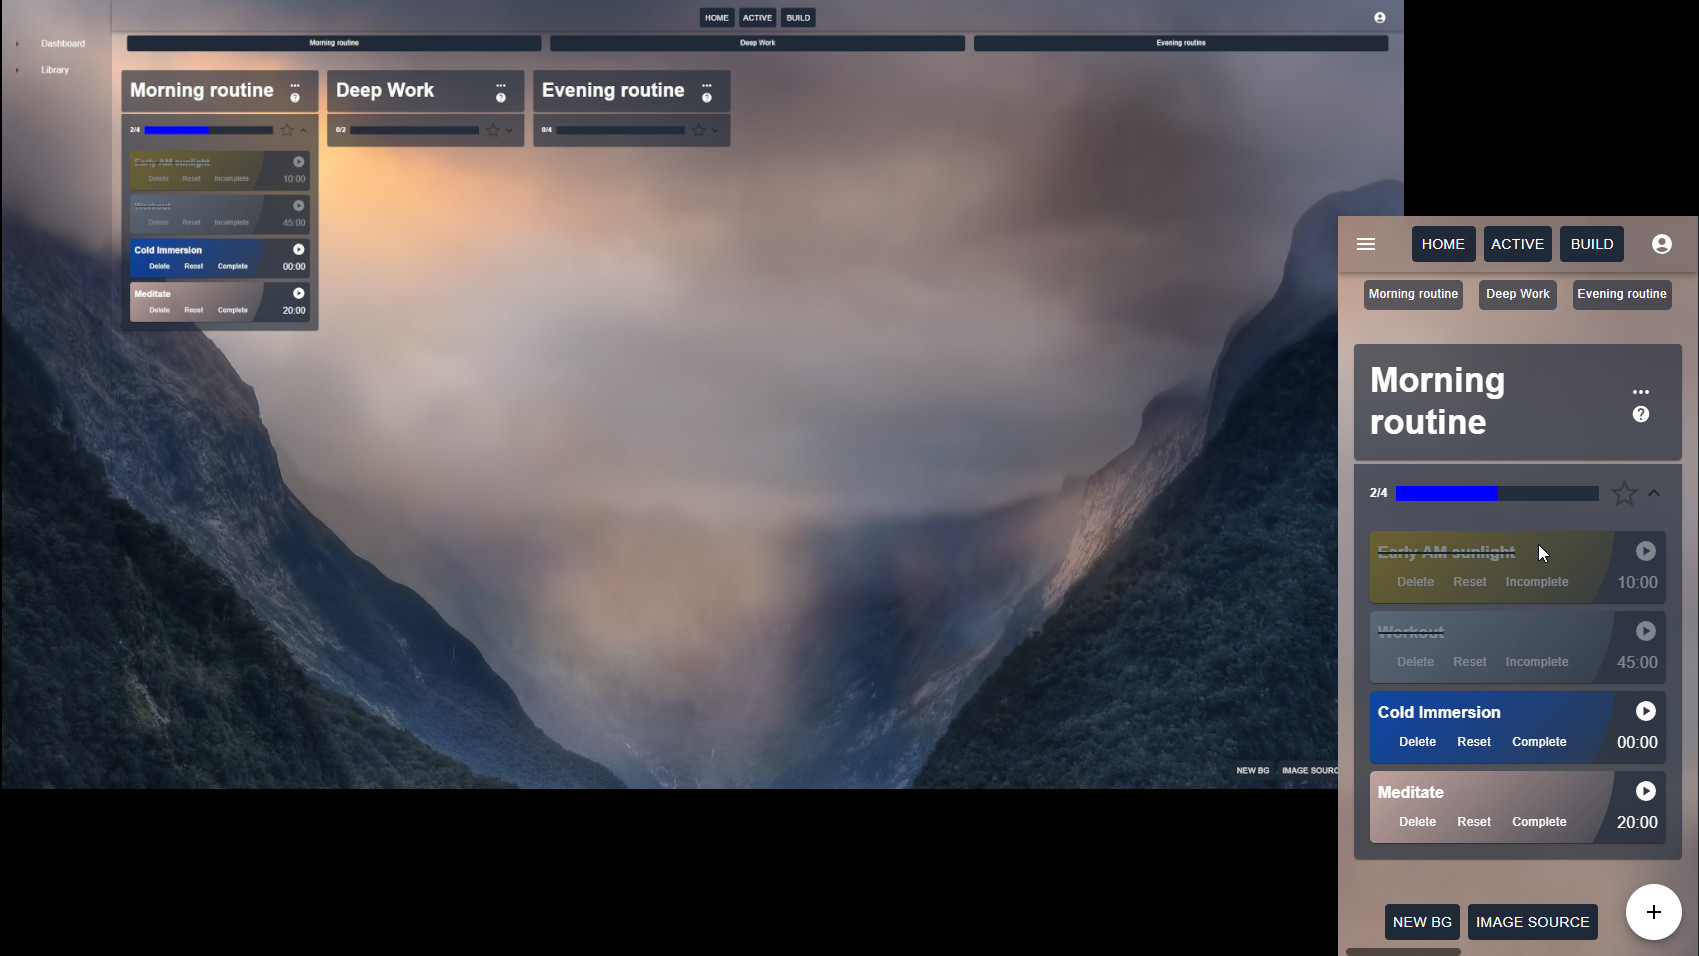 HOME ACTIVE BUILD
Dashboard
Library
Morning routine Deep Work Evening routine
Morning routine
2/4
Early AM sunlight
Delete Reset Incomplete 10:00
Workout
Delete Reset Incomplete 45:00
Cold Immersion
Delete Reset Complete 00:00
Meditate
Delete Reset Complete 20:00
Deep Work
0/2
Evening routine
0/4
NEW BG IMAGE SOURC
HOME ACTIVE BUILD
Morning routine Deep Work Evening routine
Morning
routine
2/4
Early AM sunlight
Delete Reset Incomplete 10:00
Workout
Delete Reset Incomplete 45:00
Cold Immersion
Delete Reset Complete 00:00
Meditate
Delete Reset Complete 20:00
NEW BG IMAGE SOURCE